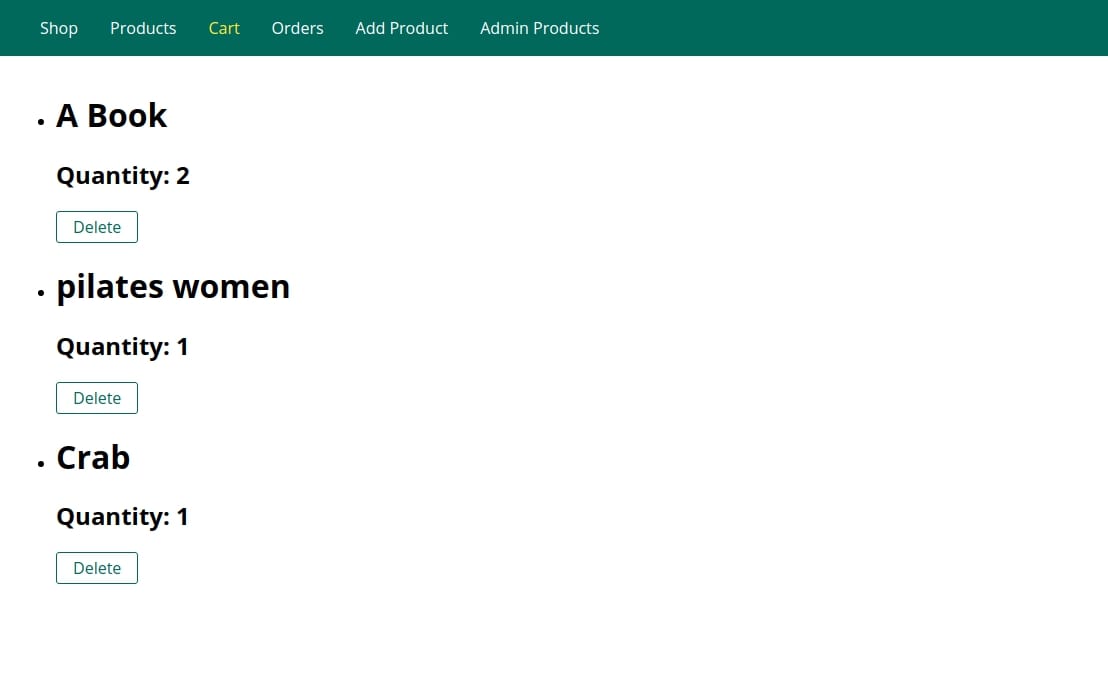 Shop Products Cart Orders Add Product Admin Products
A Book
Quantity: 2
Delete
pilates women
Quantity: 1
Delete
Crab
Quantity: 1
Delete